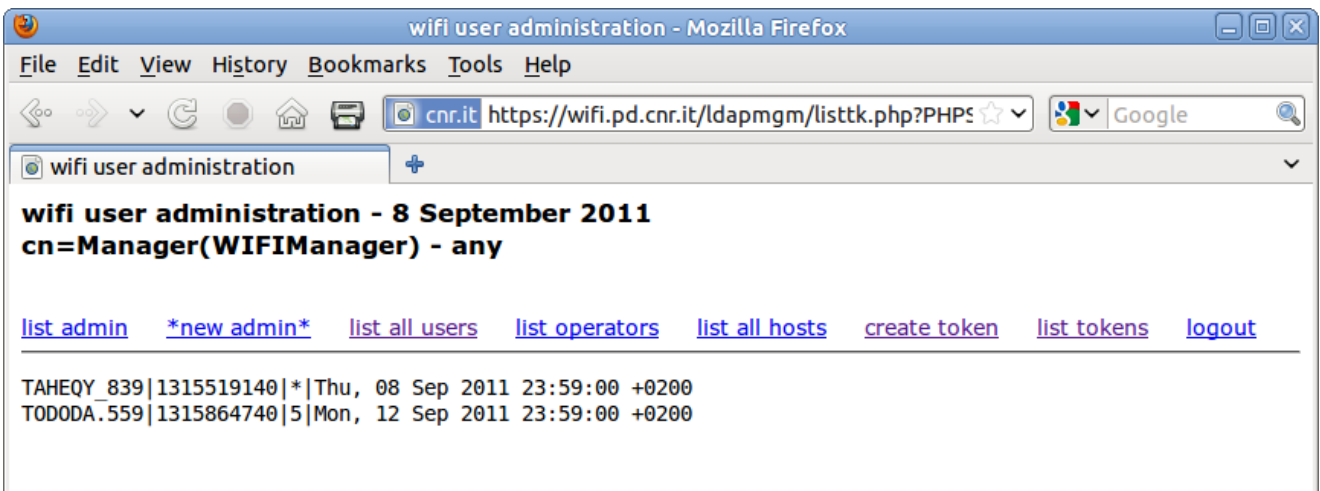 wifi user administration - Mozilla Firefox
File Edit View History Bookmarks Tools Help
cnr.it https://wifi.pd.cnr.it/ldapmgm/listtk.php?PHPS Google
wifi user administration
wifi user administration - 8 September 2011
cn=Manager(WIFIManager) - any
list admin *new admin* list all users list operators list all hosts create token list tokens logout
TAHEQY_839|1315519140|*|Thu, 08 Sep 2011 23:59:00 +0200
TODODA.559|1315864740|5|Mon, 12 Sep 2011 23:59:00 +0200